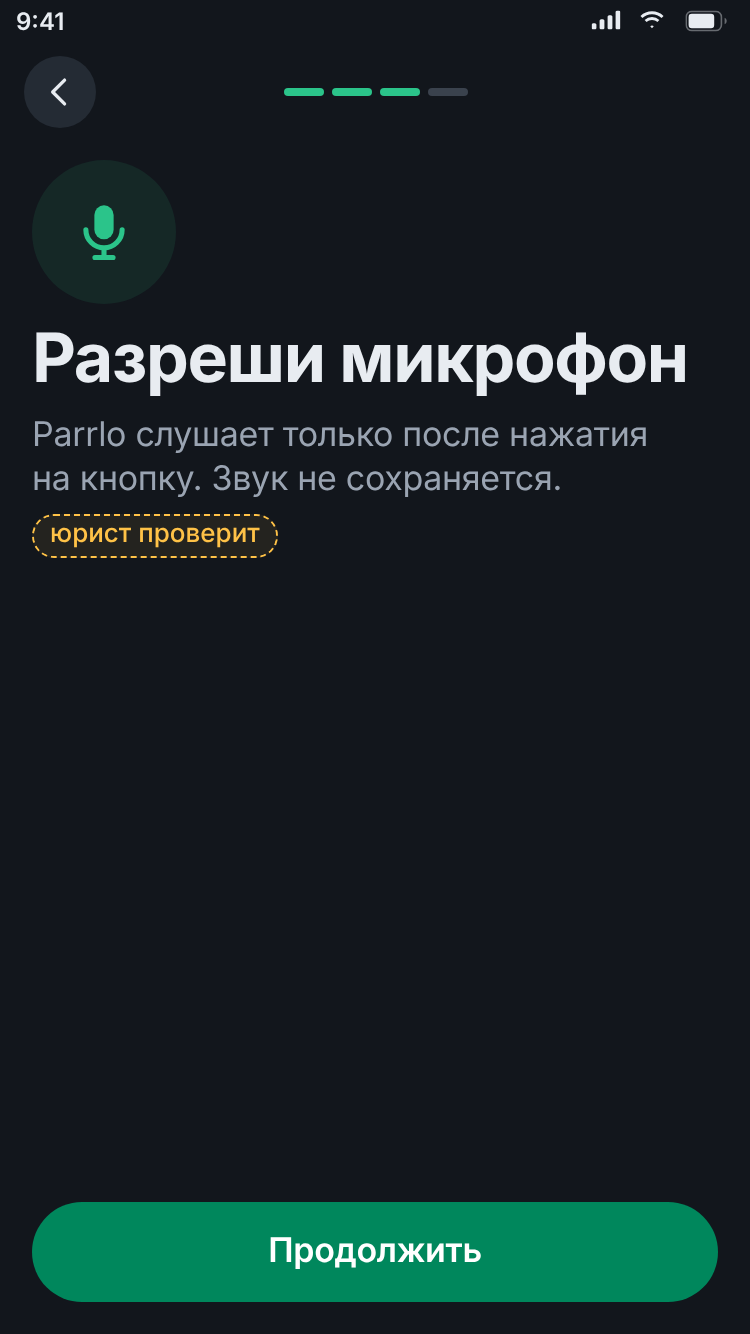 9:41
Разреши микрофон
Parrlo слушает только после нажатия
на кнопку. Звук не сохраняется.
юрист проверит
Продолжить